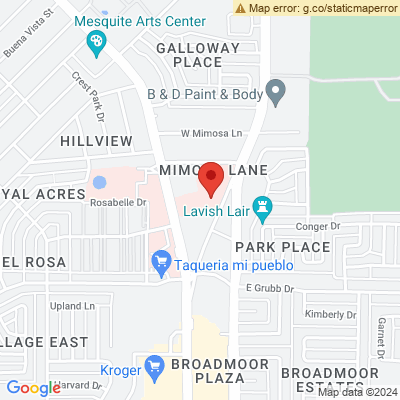 Map error: g.co/staticmaperror
Buena Vista St
Mesquite Arts Center
GALLOWAY
PLACE
Crest Park Dr
B & D Paint & Body
W Mimosa Ln
HILLVIEW
MIMO
LANE
YAL ACRES
Rosabelle Dr
Lavish Lair
Conger Dr
PARK PLACE
EL ROSA
Taqueria mi pueblo
E Grubb Dr
Upland Ln
Kimberly Dr
Garnet Dr
LLAGE EAST
Kroger
BROADMOOR
PLAZA
BROADMOOR
ESTATES
Harvard Dr
Google
Map data ©2024